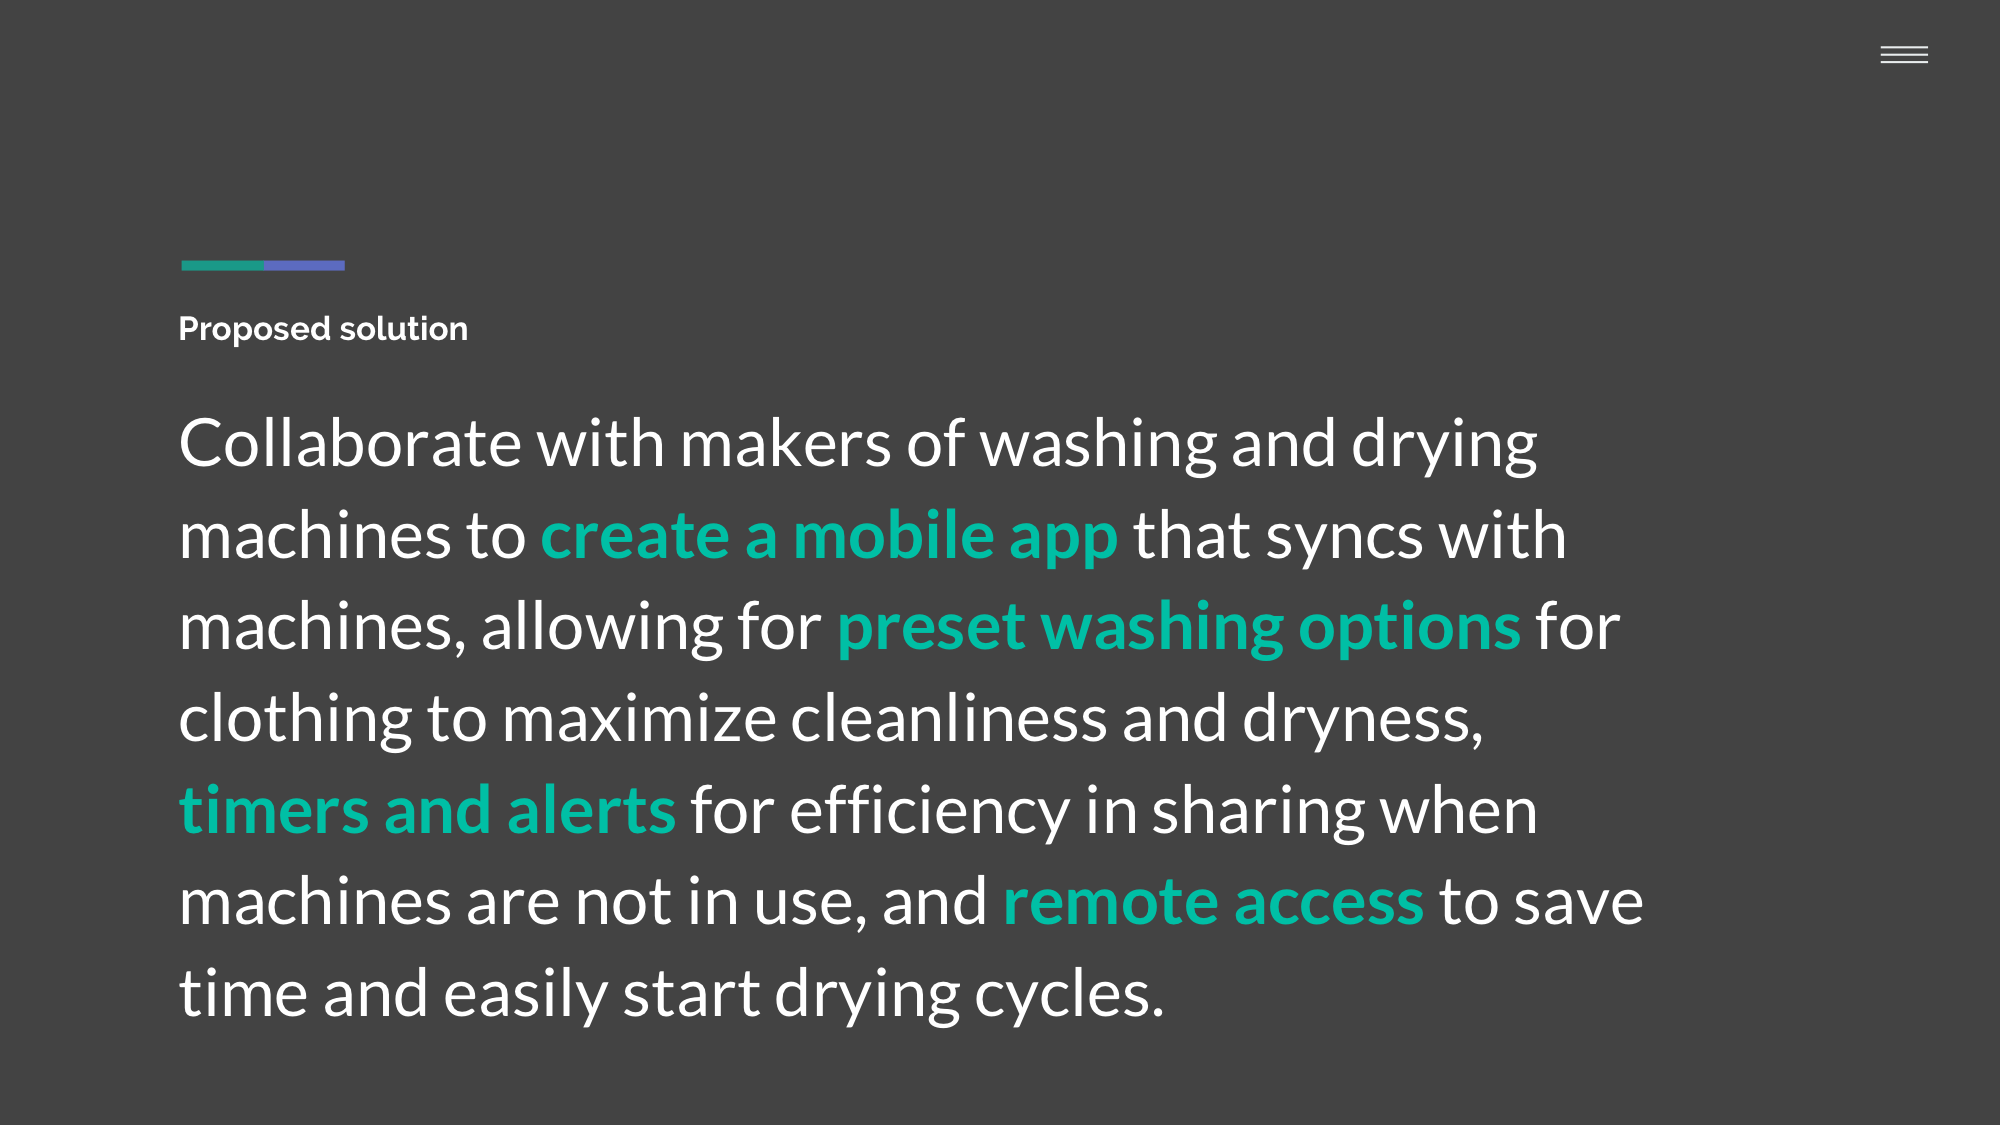 Proposed solution
Collaborate with makers of washing and drying
machines to create a mobile app that syncs with
machines, allowing for preset washing options for
clothing to maximize cleanliness and dryness,
timers and alerts for efficiency in sharing when
machines are not in use, and remote access to save
time and easily start drying cycles.